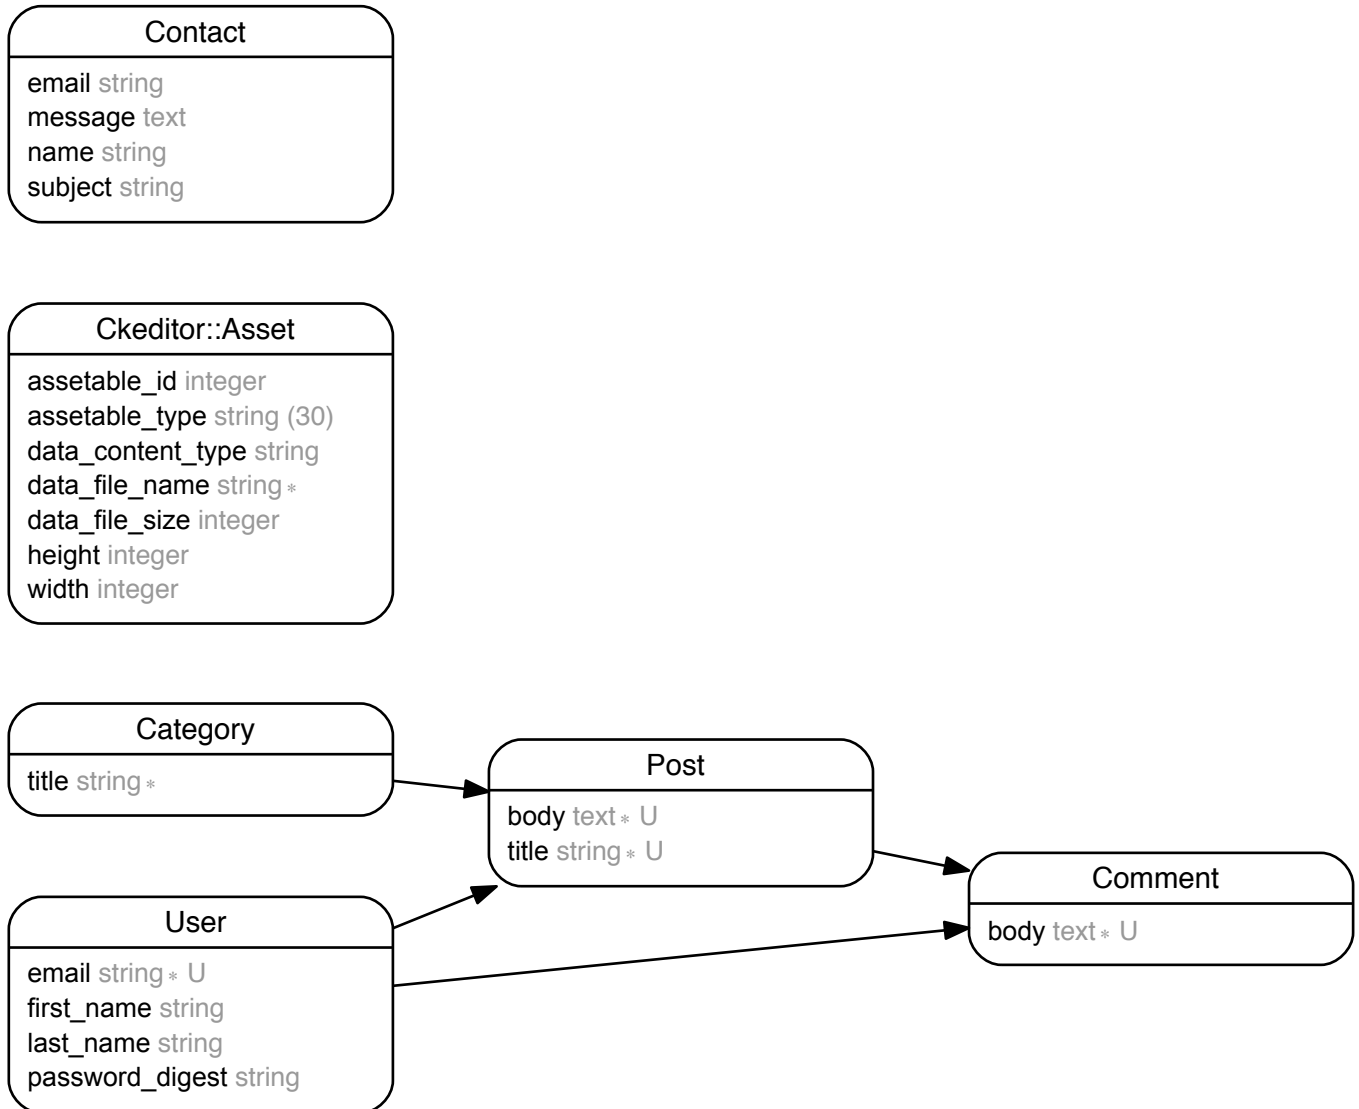 Contact
email string
message text
name string
subject string
Ckeditor::Asset
assetable_id integer
assetable_type string (30)
data_content_type string
data_file_name string ∗
data_file_size integer
height integer
width integer
Category
title string ∗
Post
body text ∗ U
title string ∗ U
Comment
body text ∗ U
User
email string ∗ U
first_name string
last_name string
password_digest string